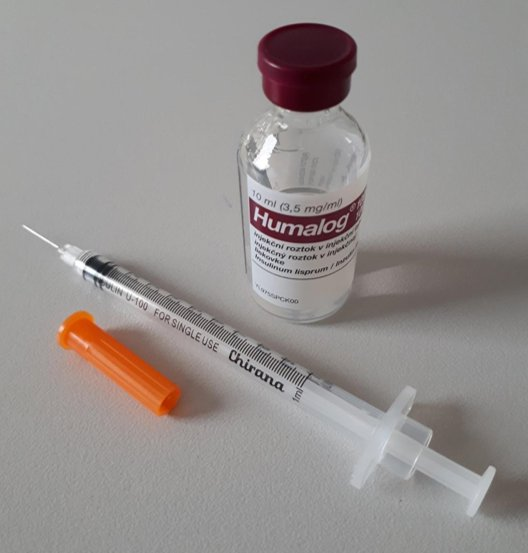 10 ml (3,5 mg/ml)
Humalog®
injekční roztok v injekční
injekčný roztok v injekčnej
liekovke
insulinum lisprum /
U-100 FOR SINGLE USE
Chirana
1ml